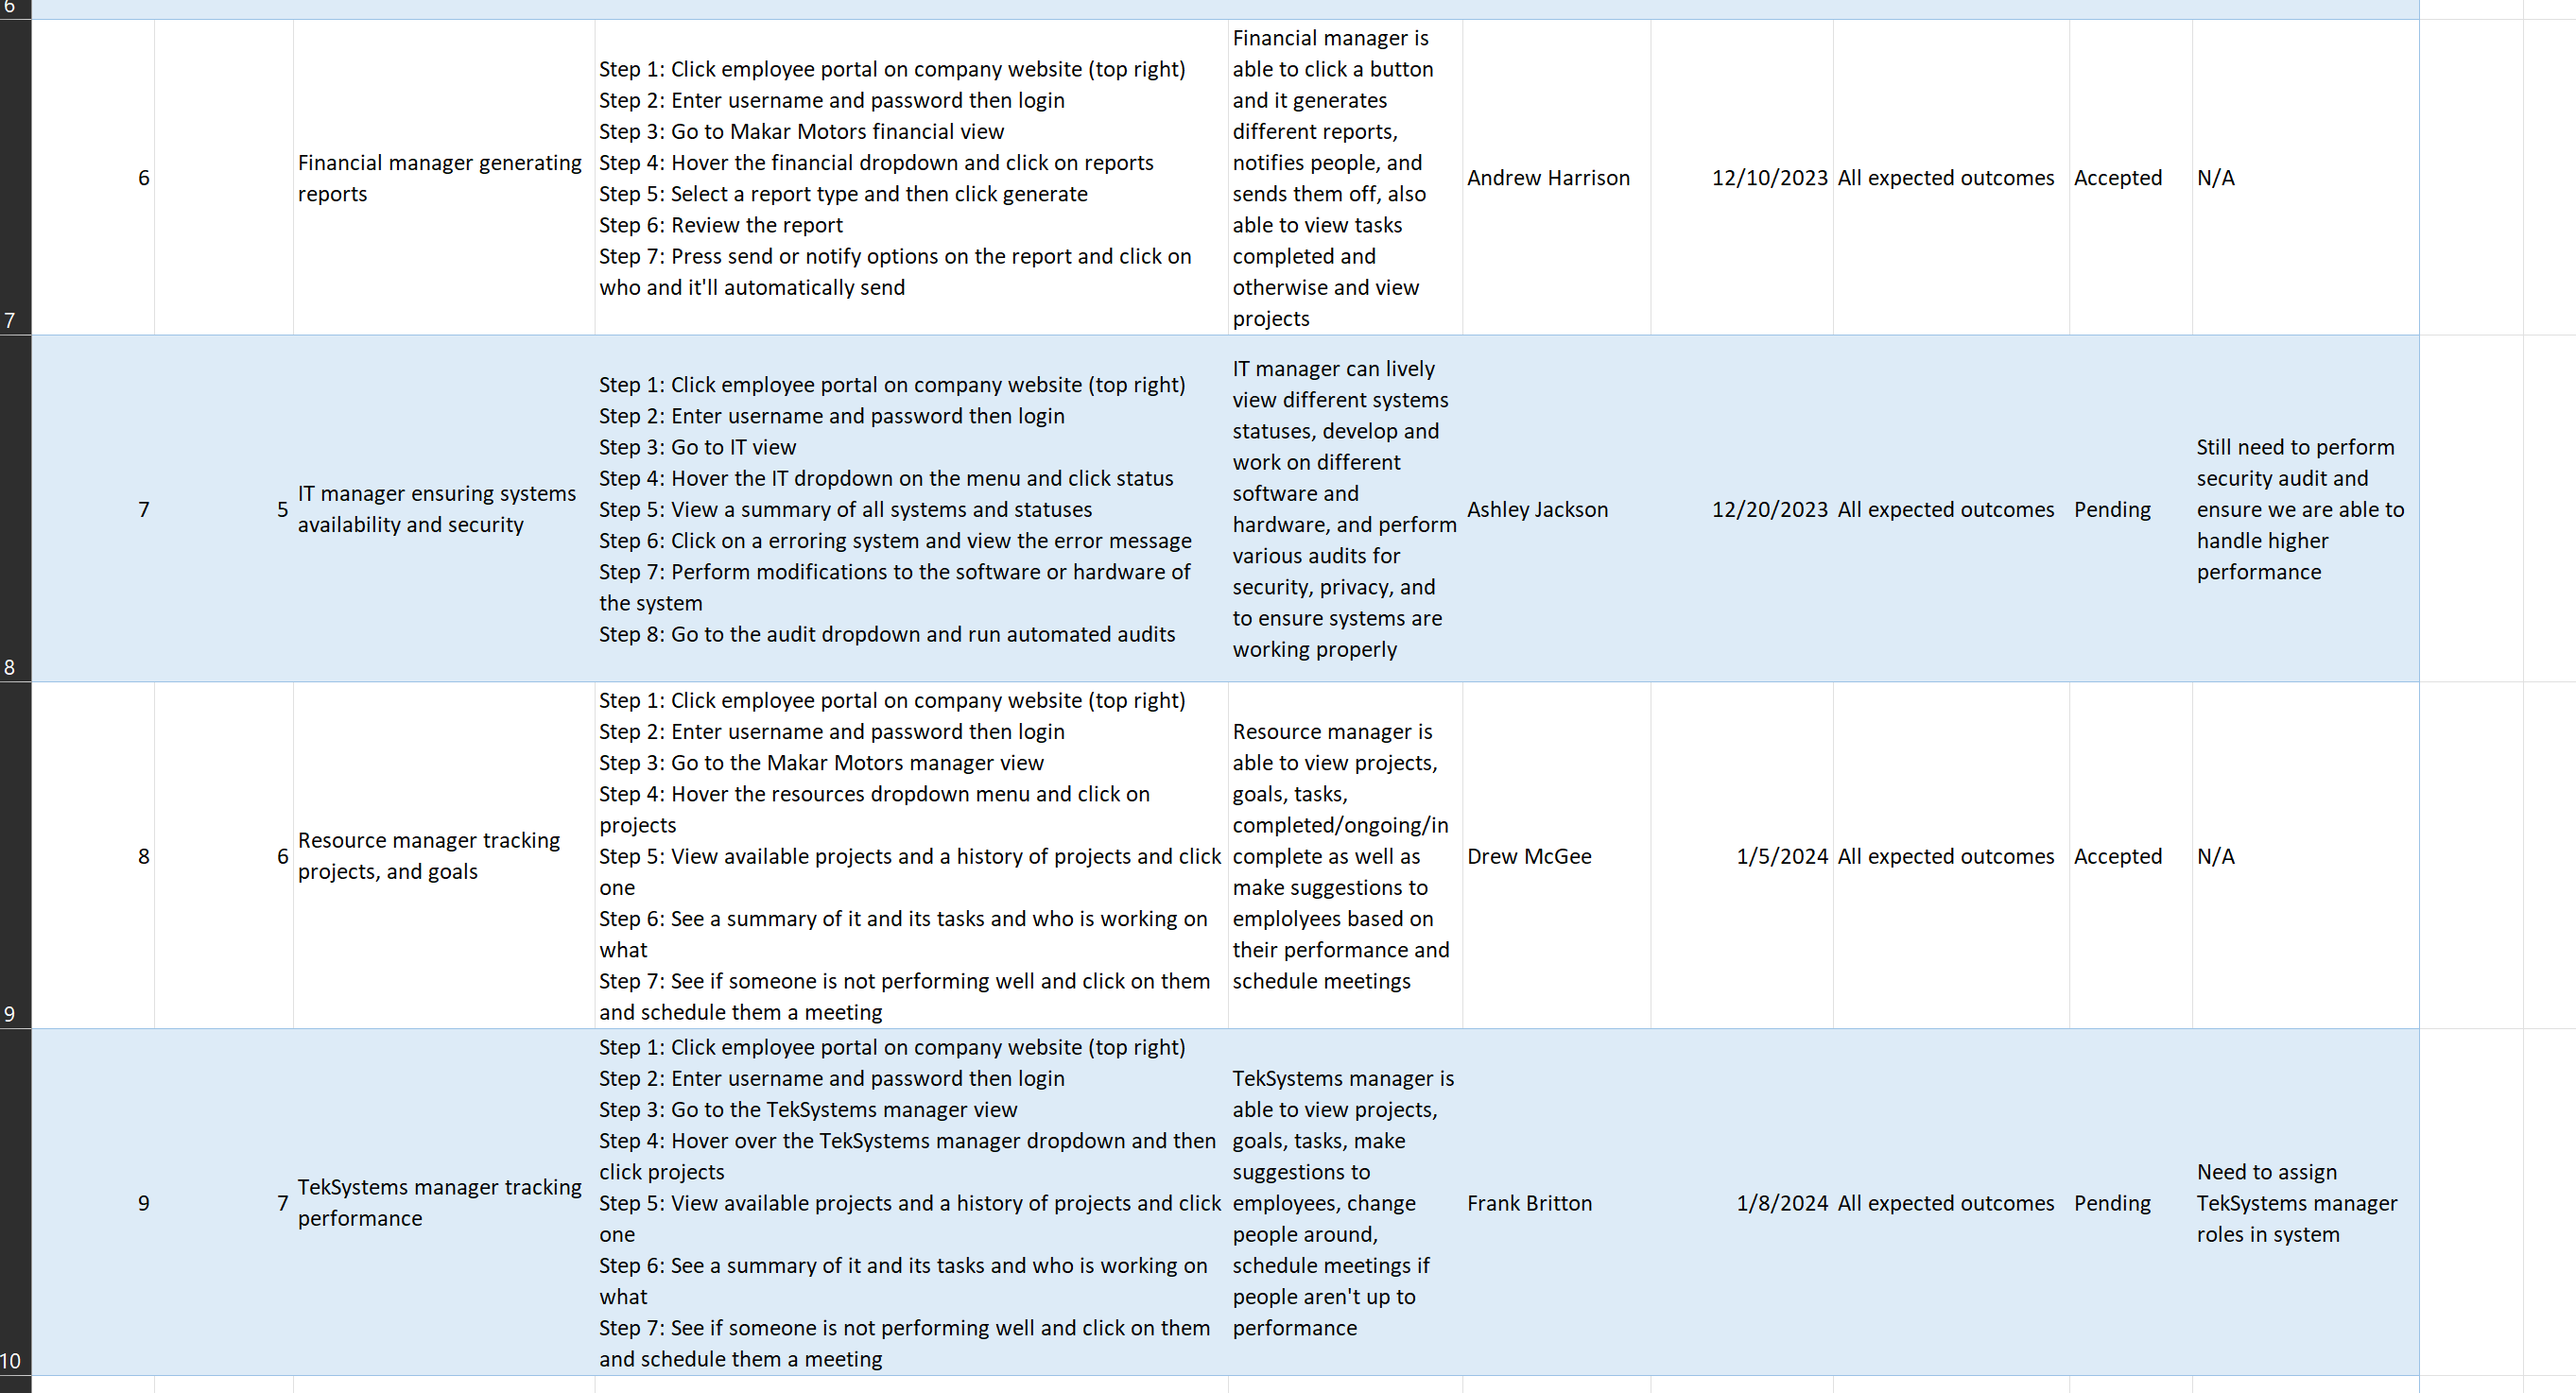 6
7
6
Financial manager generating
reports
Step 1: Click employee portal on company website (top right)
Step 2: Enter username and password then login
Step 3: Go to Makar Motors financial view
Step 4: Hover the financial dropdown and click on reports
Step 5: Select a report type and then click generate
Step 6: Review the report
Step 7: Press send or notify options on the report and click on
who and it'll automatically send
Financial manager is
able to click a button
and it generates
different reports,
notifies people, and
sends them off, also
able to view tasks
completed and
otherwise and view
projects
Andrew Harrison
12/10/2023
All expected outcomes
Accepted
N/A
8
7
5
IT manager ensuring systems
availability and security
Step 1: Click employee portal on company website (top right)
Step 2: Enter username and password then login
Step 3: Go to IT view
Step 4: Hover the IT dropdown on the menu and click status
Step 5: View a summary of all systems and statuses
Step 6: Click on a erroring system and view the error message
Step 7: Perform modifications to the software or hardware of
the system
Step 8: Go to the audit dropdown and run automated audits
IT manager can lively
view different systems
statuses, develop and
work on different
software and
hardware, and perform
various audits for
security, privacy, and
to ensure systems are
working properly
Ashley Jackson
12/20/2023
All expected outcomes
Pending
Still need to perform
security audit and
ensure we are able to
handle higher
performance
9
8
6
Resource manager tracking
projects, and goals
Step 1: Click employee portal on company website (top right)
Step 2: Enter username and password then login
Step 3: Go to the Makar Motors manager view
Step 4: Hover the resources dropdown menu and click on
projects
Step 5: View available projects and a history of projects and click
one
Step 6: See a summary of it and its tasks and who is working on
what
Step 7: See if someone is not performing well and click on them
and schedule them a meeting
Resource manager is
able to view projects,
goals, tasks,
completed/ongoing/in
complete as well as
make suggestions to
emplolyees based on
their performance and
schedule meetings
Drew McGee
1/5/2024
All expected outcomes
Accepted
N/A
10
9
7
TekSystems manager tracking
performance
Step 1: Click employee portal on company website (top right)
Step 2: Enter username and password then login
Step 3: Go to the TekSystems manager view
Step 4: Hover over the TekSystems manager dropdown and then
click projects
Step 5: View available projects and a history of projects and click
one
Step 6: See a summary of it and its tasks and who is working on
what
Step 7: See if someone is not performing well and click on them
and schedule them a meeting
TekSystems manager is
able to view projects,
goals, tasks, make
suggestions to
employees, change
people around,
schedule meetings if
people aren't up to
performance
Frank Britton
1/8/2024
All expected outcomes
Pending
Need to assign
TekSystems manager
roles in system